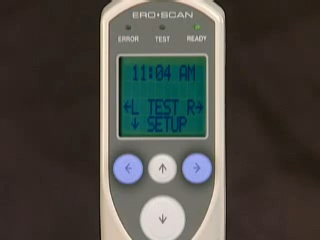 ERO•SCAN
ERROR TEST READY
11:04 AM
←L TEST R→
↓ SETUP
← ↑ →
↓